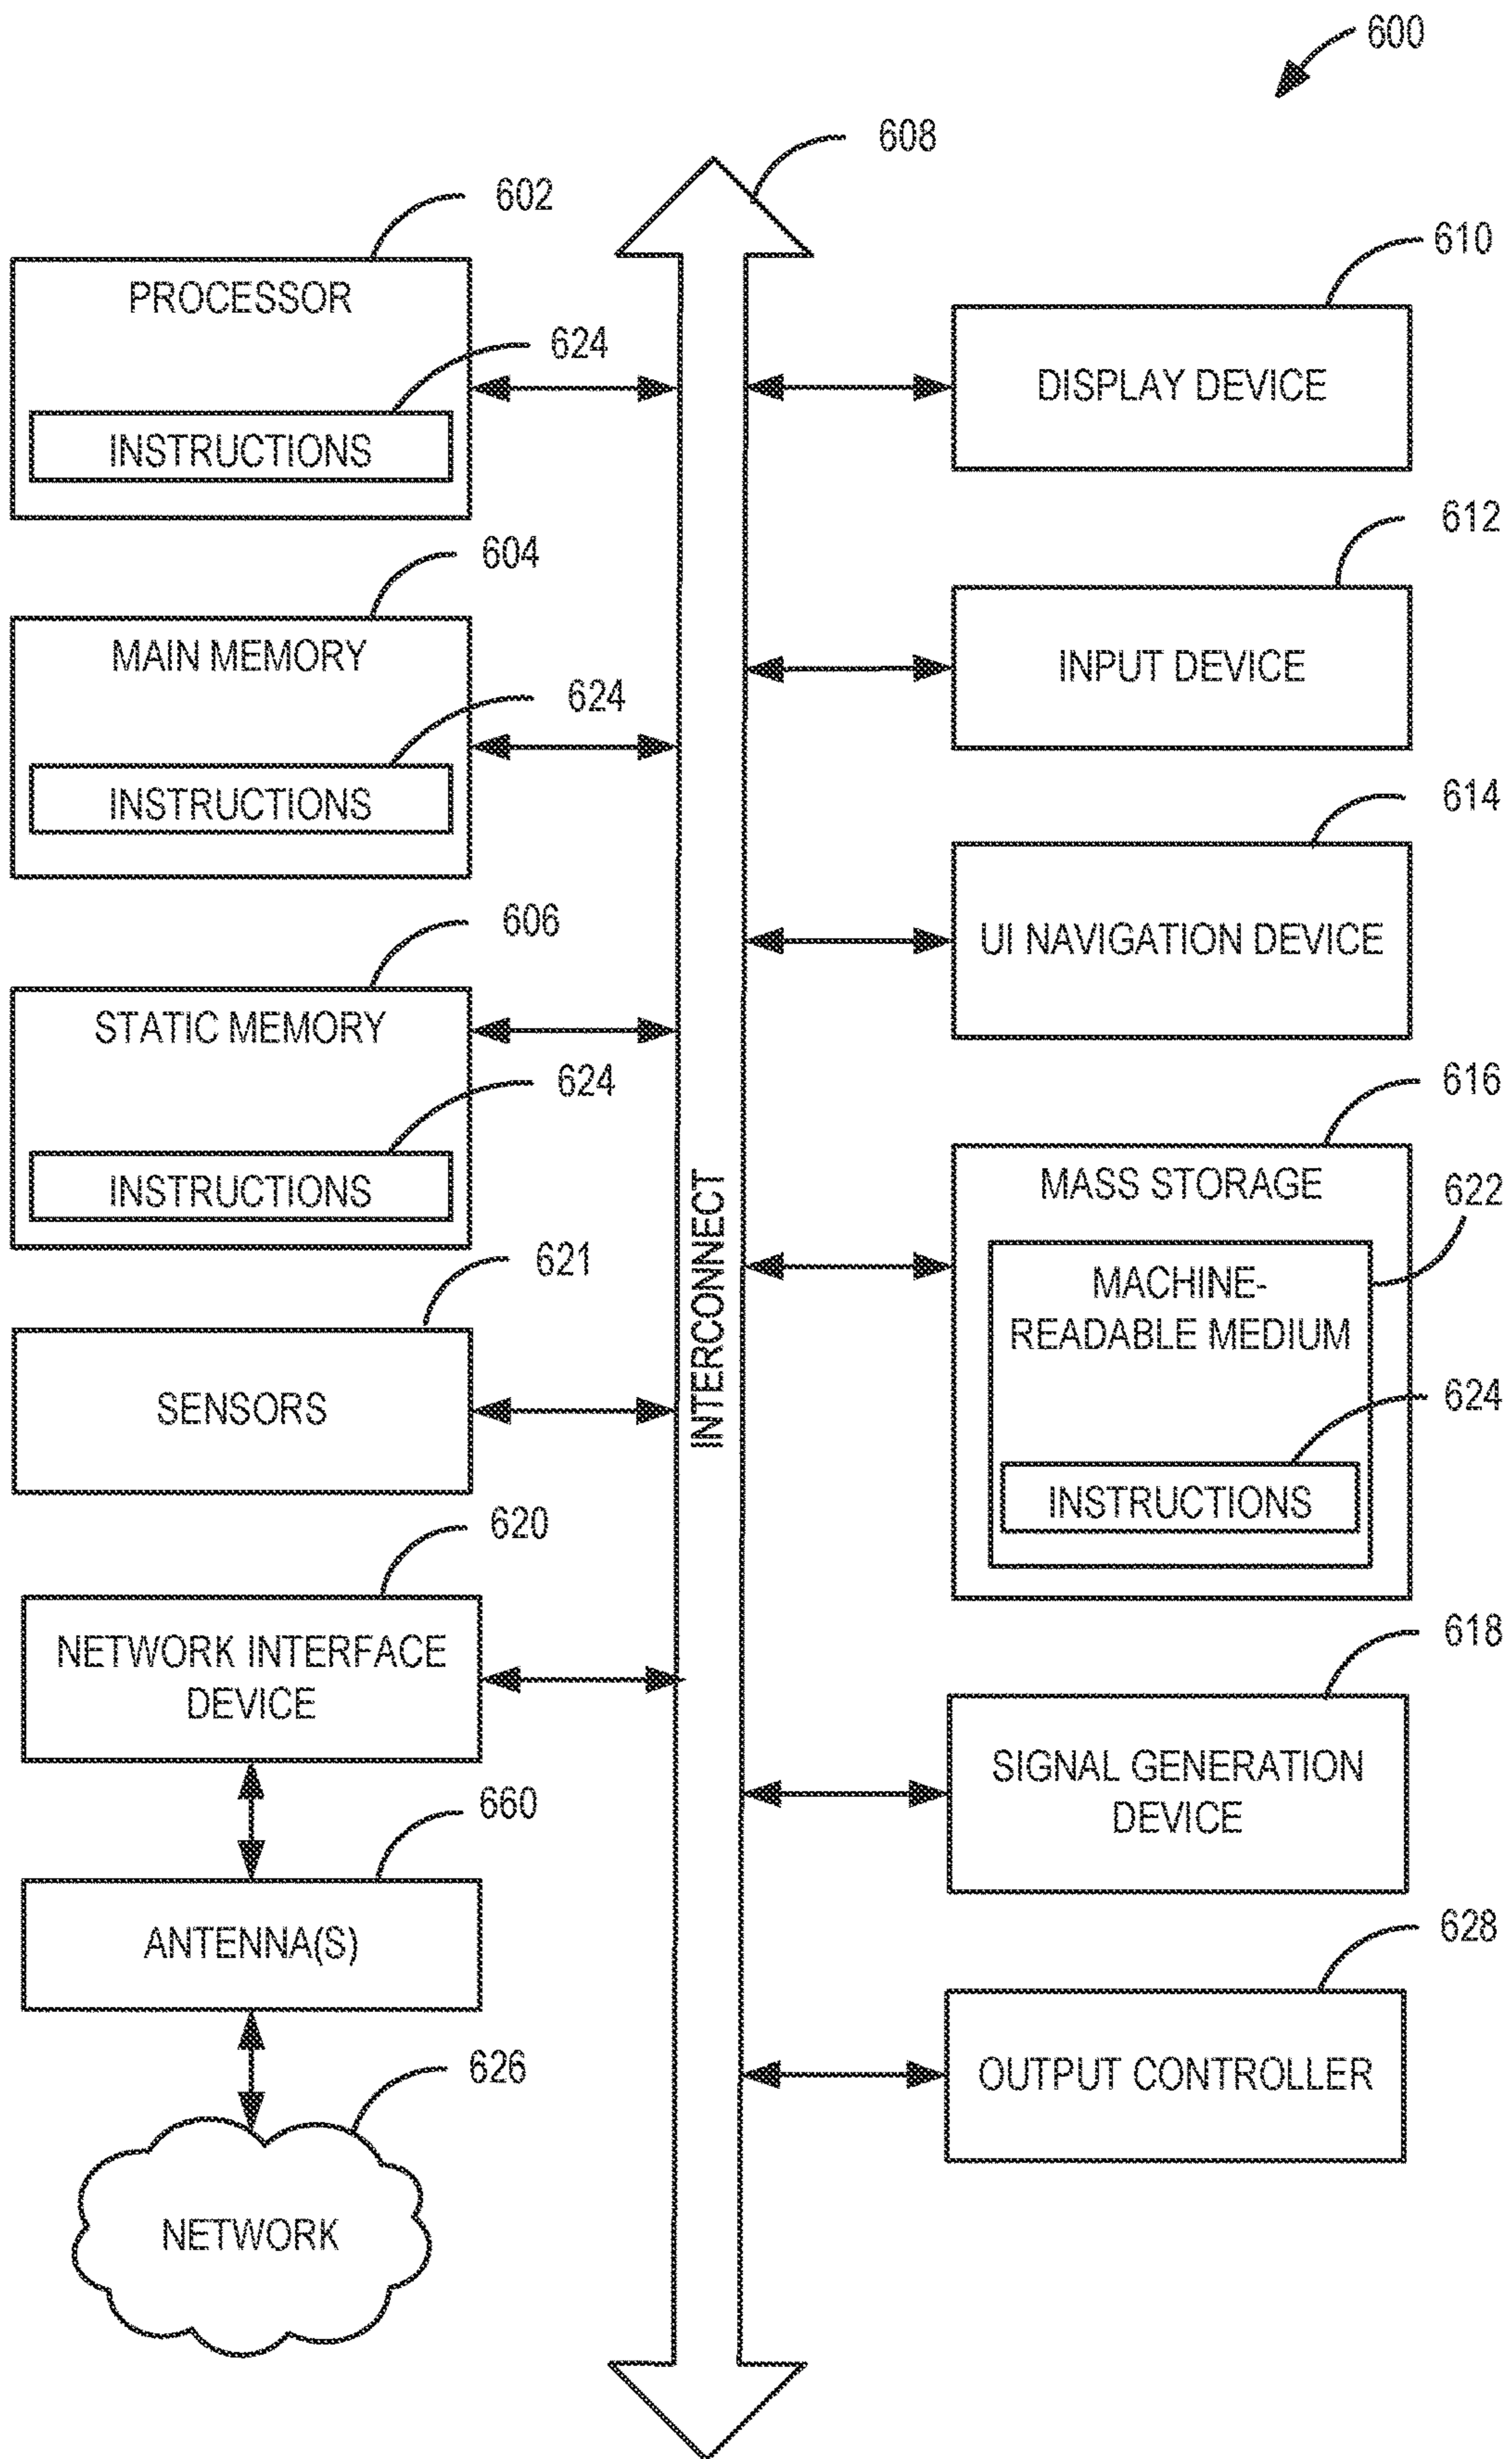 600
608
602
PROCESSOR
624
INSTRUCTIONS
604
MAIN MEMORY
624
INSTRUCTIONS
606
STATIC MEMORY
624
INSTRUCTIONS
621
SENSORS
620
NETWORK INTERFACE
DEVICE
660
ANTENNA(S)
626
NETWORK
INTERCONNECT
610
DISPLAY DEVICE
612
INPUT DEVICE
614
UI NAVIGATION DEVICE
616
MASS STORAGE
622
MACHINE-
READABLE MEDIUM
624
INSTRUCTIONS
618
SIGNAL GENERATION
DEVICE
628
OUTPUT CONTROLLER